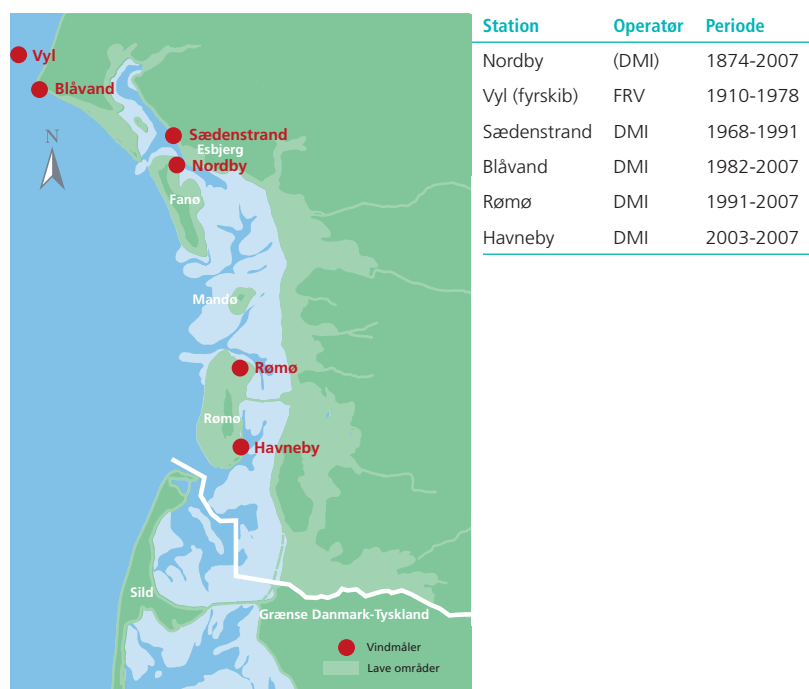 Vyl
Blåvand
N
Sædenstrand
Esbjerg
Nordby
Fanø
Mandø
Rømø
Rømø
Havneby
Sild
Grænse Danmark-Tyskland
Vindmåler
Lave områder
Station Operatør Periode
Nordby (DMI) 1874-2007
Vyl (fyrskib) FRV 1910-1978
Sædenstrand DMI 1968-1991
Blåvand DMI 1982-2007
Rømø DMI 1991-2007
Havneby DMI 2003-2007